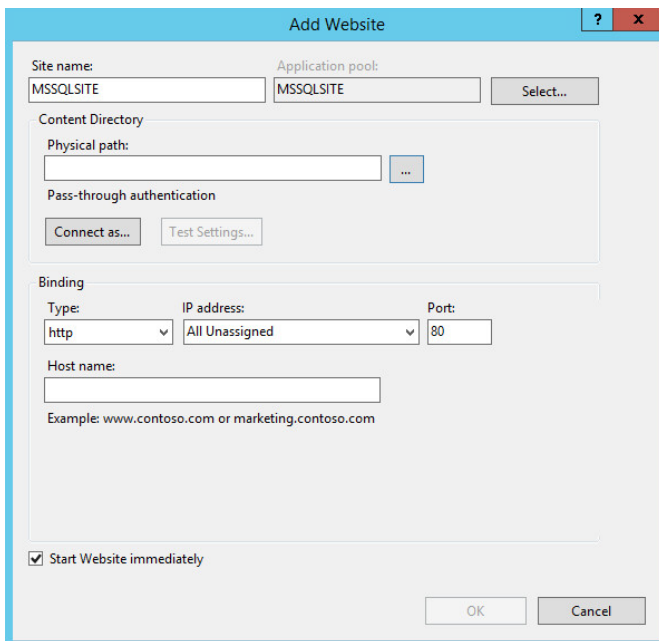 Add Website
?
x
Site name:
Application pool:
MSSQLSITE
MSSQLSITE
Select...
Content Directory
Physical path:
...
Pass-through authentication
Connect as...
Test Settings...
Binding
Type:
IP address:
Port:
http
All Unassigned
80
Host name:
Example: www.contoso.com or marketing.contoso.com
Start Website immediately
OK
Cancel